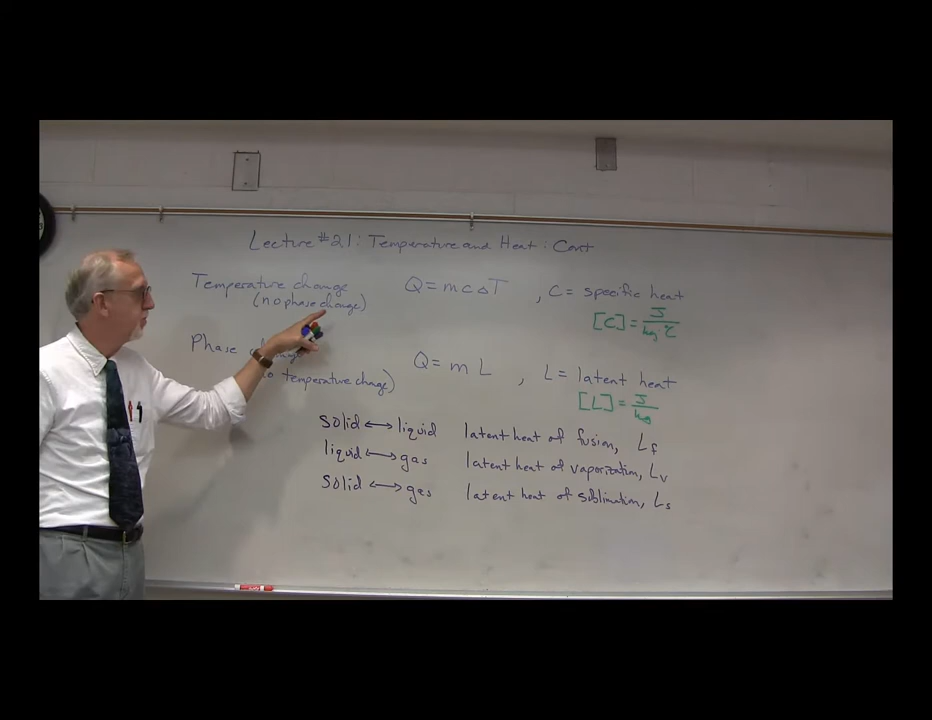 Lecture #21: Temperature and Heat: Cont
Temperature change Q = m c Δ T , C = specific heat
(no phase change) [C] = J / kg °C
Phase change Q = m L , L = latent heat
temperature change) [L] = J / kg
Solid ↔ liquid latent heat of fusion, Lf
liquid ↔ gas latent heat of vaporization, Lv
Solid ↔ gas latent heat of sublimation, Ls